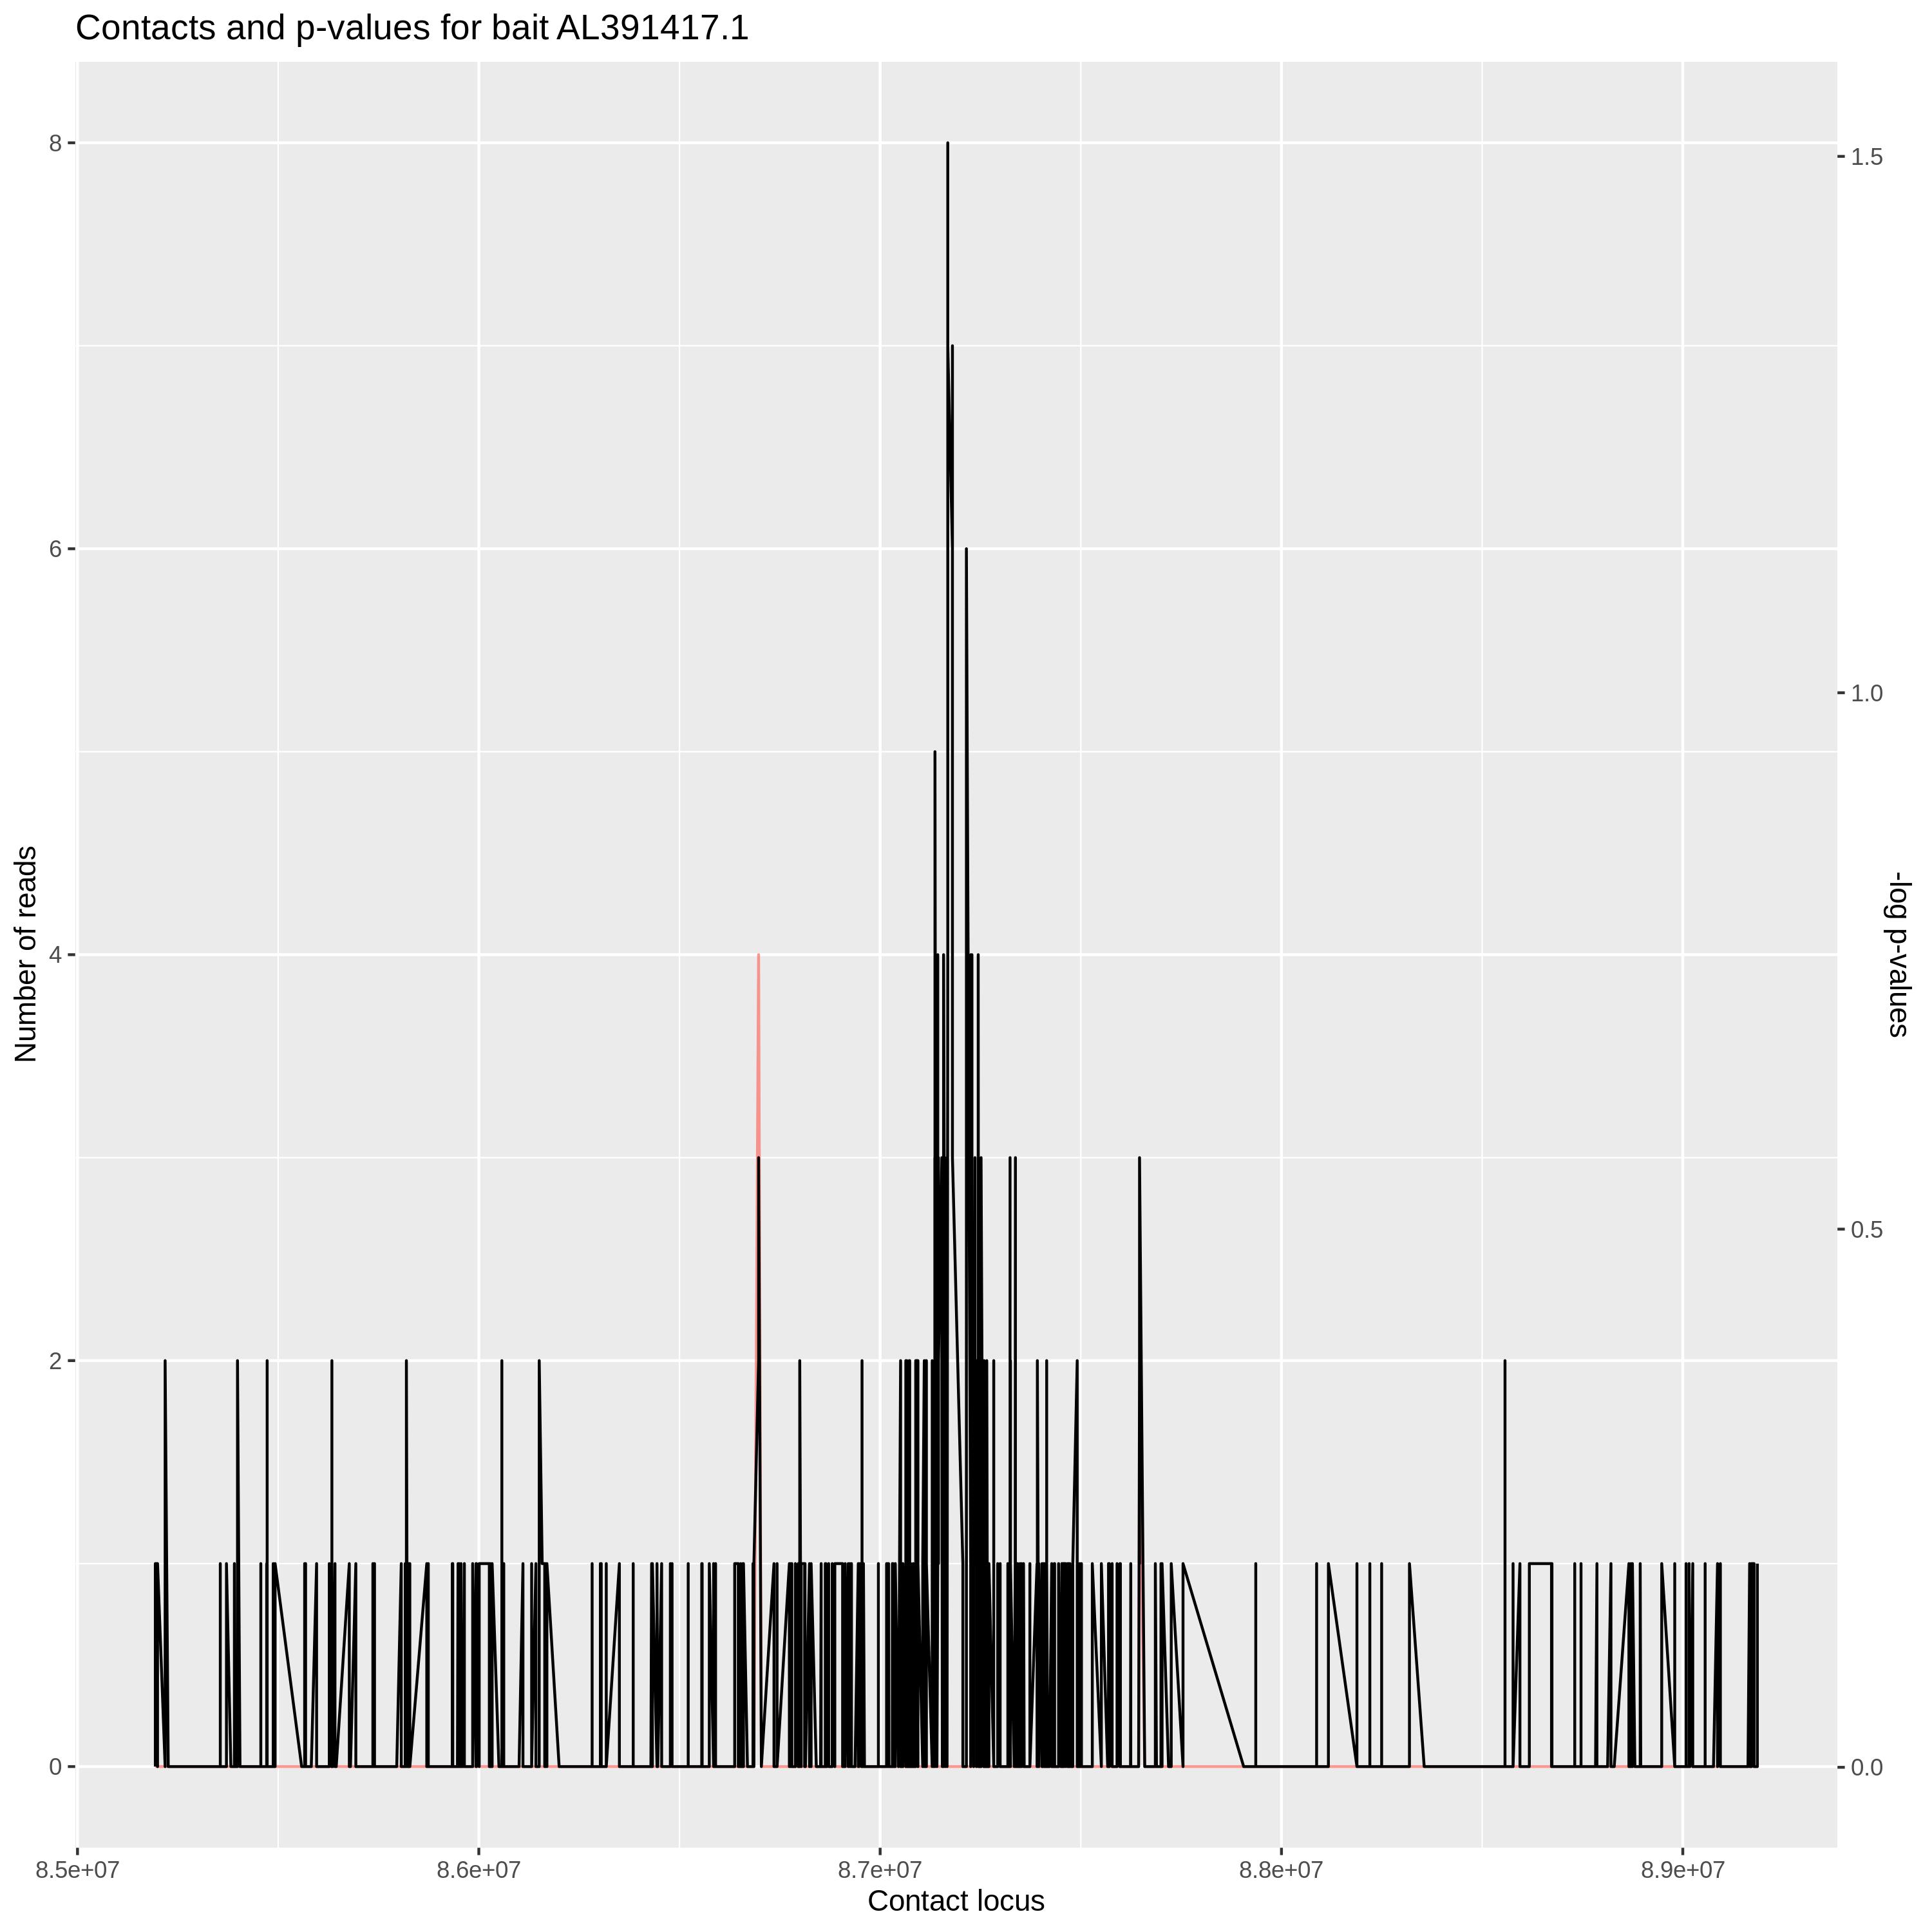 Contacts and p-values for bait AL391417.1
8
6
4
2
0
Number of reads
1.5
1.0
0.5
0.0
-log p-values
8.5e+07 8.6e+07 8.7e+07 8.8e+07 8.9e+07
Contact locus